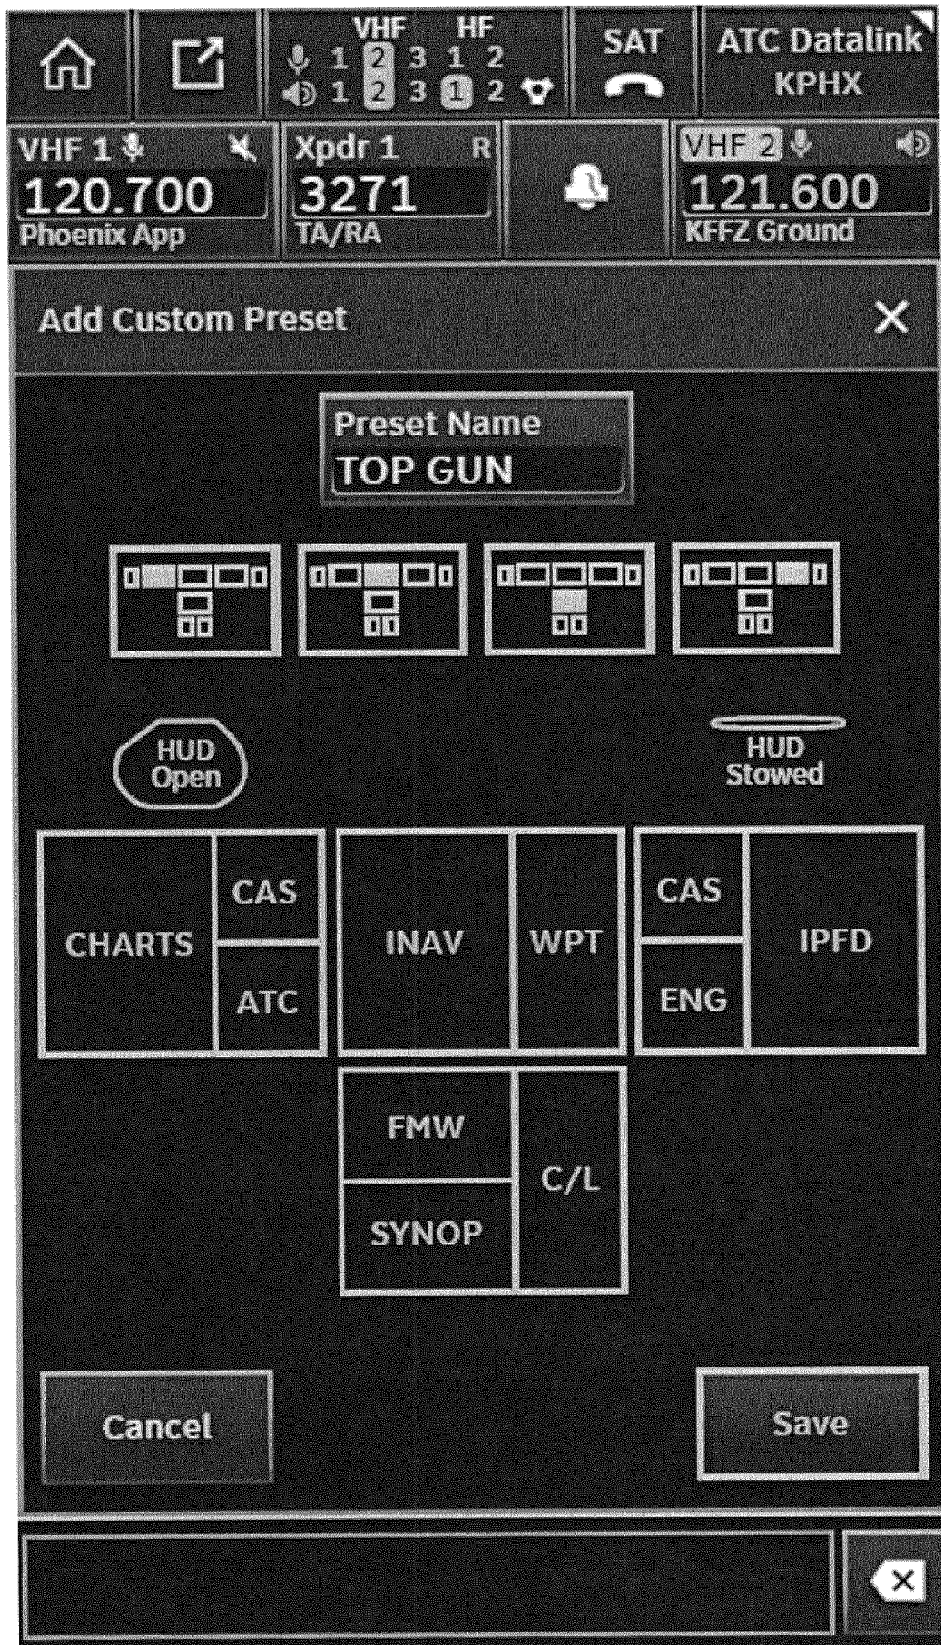 VHF HF
1 2 3 1 2
1 2 3 1 2
SAT
ATC Datalink
KPHX
VHF 1
120.700
Phoenix App
Xpdr 1 R
3271
TA/RA
VHF 2
121.600
KFFZ Ground
Add Custom Preset
Preset Name
TOP GUN
HUD
Open
HUD
Stowed
CHARTS
CAS
ATC
INAV
WPT
CAS
ENG
IPFD
FMW
SYNOP
C/L
Cancel
Save